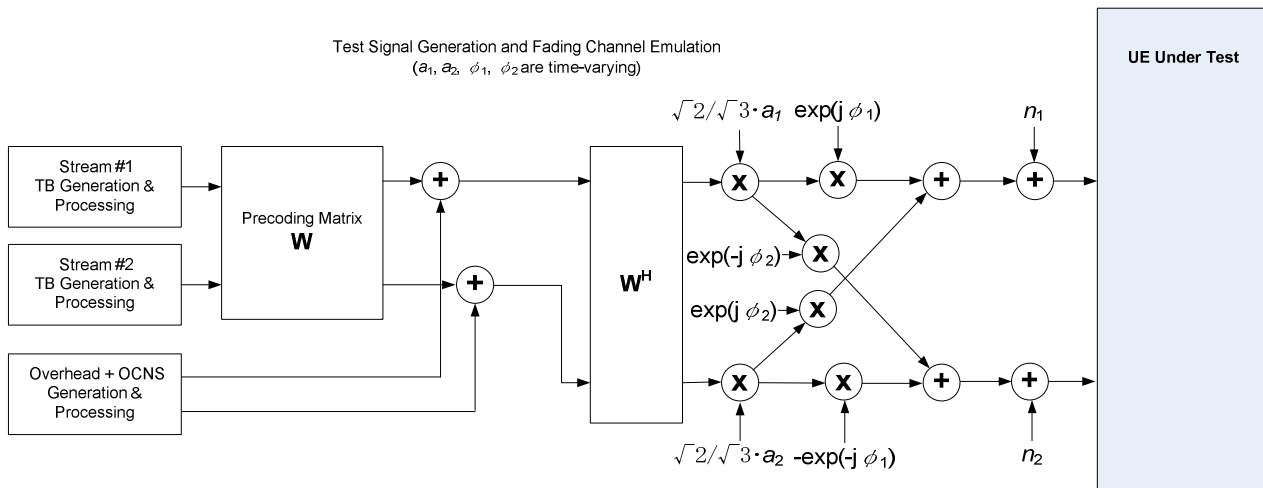 Test Signal Generation and Fading Channel Emulation
(a₁, a₂, ϕ₁, ϕ₂ are time-varying)
UE Under Test
√2/√3·a₁
exp(j ϕ₁)
n₁
Stream #1
TB Generation &
Processing
Precoding Matrix
W
+
x
x
+
+
Stream #2
TB Generation &
Processing
+
Wᴴ
exp(-j ϕ₂)
x
exp(j ϕ₂)
x
Overhead + OCNS
Generation &
Processing
x
x
+
+
√2/√3·a₂
-exp(-j ϕ₁)
n₂